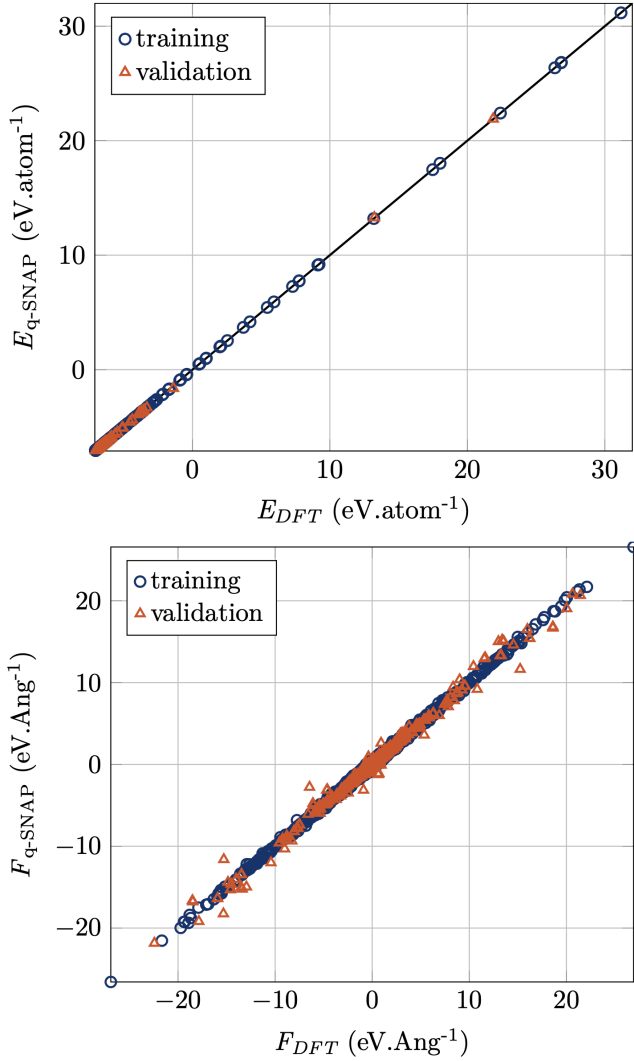 30
20
10
0
E_q-SNAP (eV.atom⁻¹)
training
validation
0 10 20 30
E_DFT (eV.atom⁻¹)
20
10
0
−10
−20
F_q-SNAP (eV.Ang⁻¹)
training
validation
−20 −10 0 10 20
F_DFT (eV.Ang⁻¹)